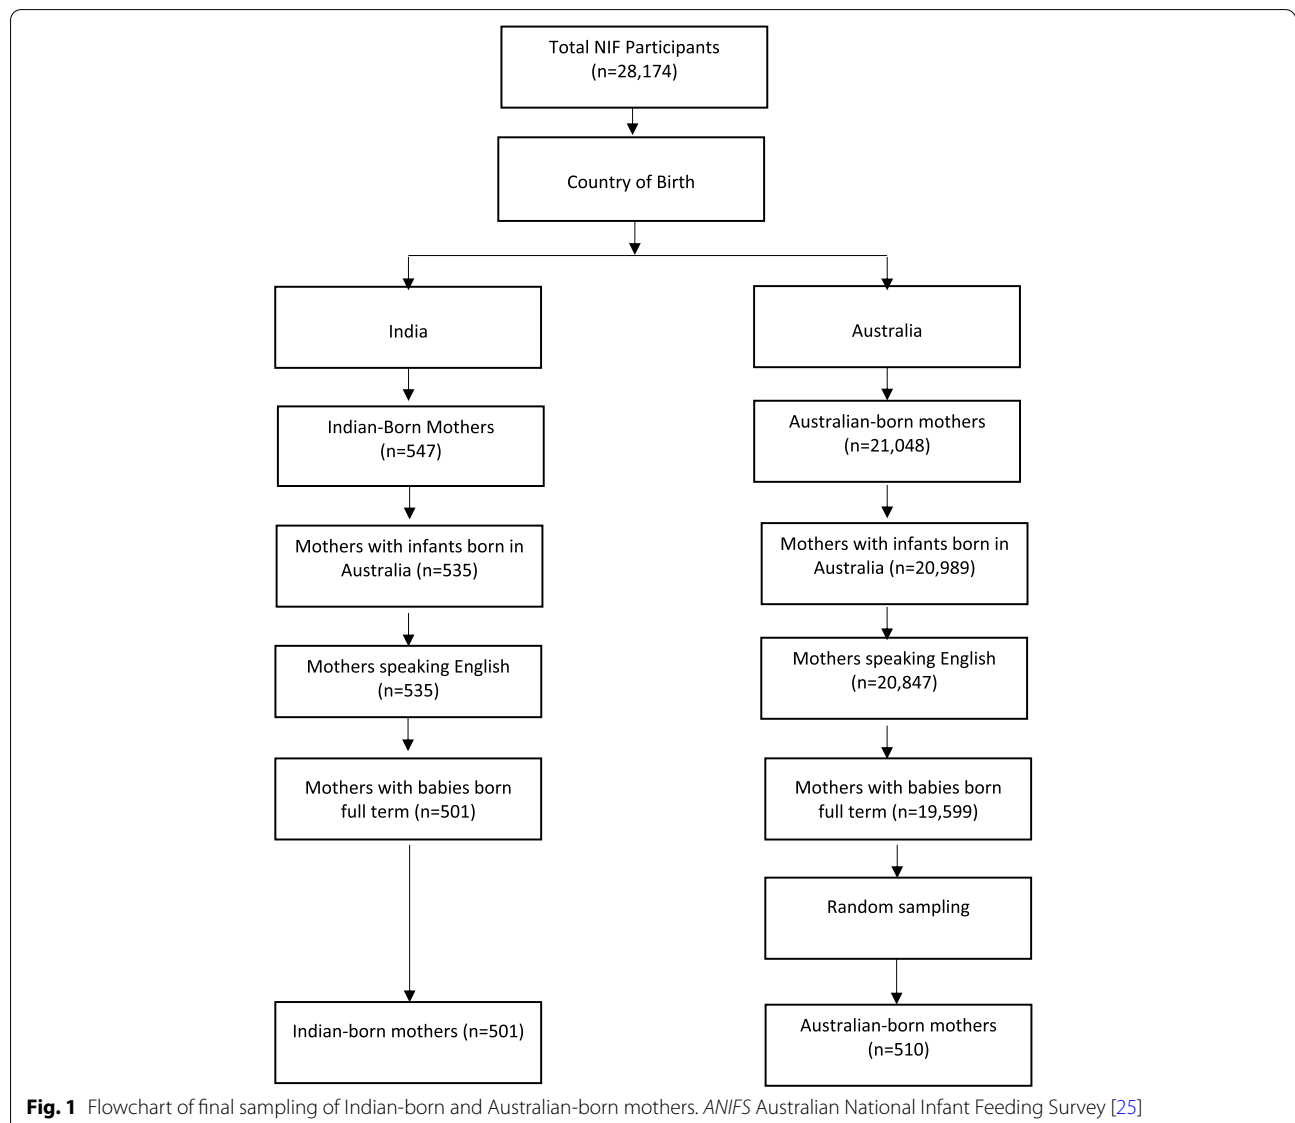 Total NIF Participants
(n=28,174)
Country of Birth
India
Australia
Indian-Born Mothers
(n=547)
Australian-born mothers
(n=21,048)
Mothers with infants born in
Australia (n=535)
Mothers with infants born in
Australia (n=20,989)
Mothers speaking English
(n=535)
Mothers speaking English
(n=20,847)
Mothers with babies born
full term (n=501)
Mothers with babies born
full term (n=19,599)
Random sampling
Indian-born mothers (n=501)
Australian-born mothers
(n=510)
Fig. 1 Flowchart of final sampling of Indian-born and Australian-born mothers. ANIFS Australian National Infant Feeding Survey [25]